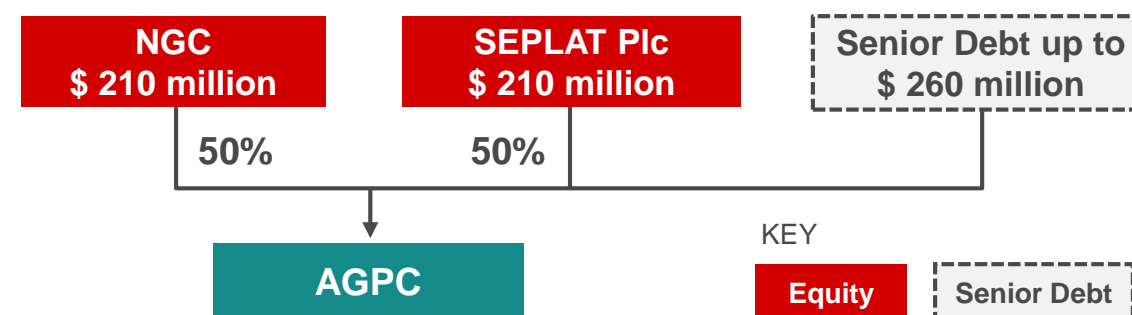 NGC
$ 210 million
SEPLAT Plc
$ 210 million
Senior Debt up to
$ 260 million
50%
50%
AGPC
KEY
Equity
Senior Debt